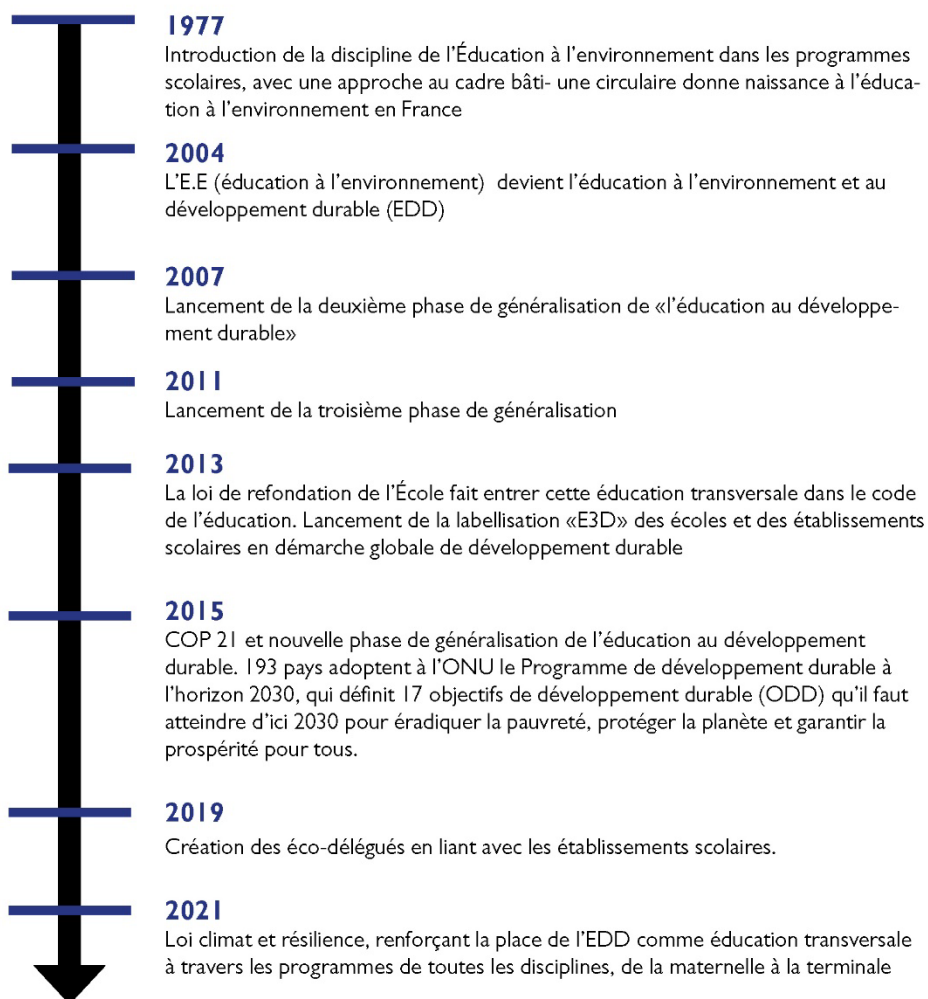 1977
Introduction de la discipline de l’Éducation à l’environnement dans les programmes
scolaires, avec une approche au cadre bâti- une circulaire donne naissance à l’éduca-
tion à l’environnement en France
2004
L’E.E (éducation à l’environnement)  devient l’éducation à l’environnement et au
développement durable (EDD)
2007
Lancement de la deuxième phase de généralisation de «l’éducation au développe-
ment durable»
2011
Lancement de la troisième phase de généralisation
2013
La loi de refondation de l’École fait entrer cette éducation transversale dans le code
de l’éducation. Lancement de la labellisation «E3D» des écoles et des établissements
scolaires en démarche globale de développement durable
2015
COP 21 et nouvelle phase de généralisation de l’éducation au développement
durable. 193 pays adoptent à l’ONU le Programme de développement durable à
l’horizon 2030, qui définit 17 objectifs de développement durable (ODD) qu’il faut
atteindre d’ici 2030 pour éradiquer la pauvreté, protéger la planète et garantir la
prospérité pour tous.
2019
Création des éco-délégués en liant avec les établissements scolaires.
2021
Loi climat et résilience, renforçant la place de l’EDD comme éducation transversale
à travers les programmes de toutes les disciplines, de la maternelle à la terminale